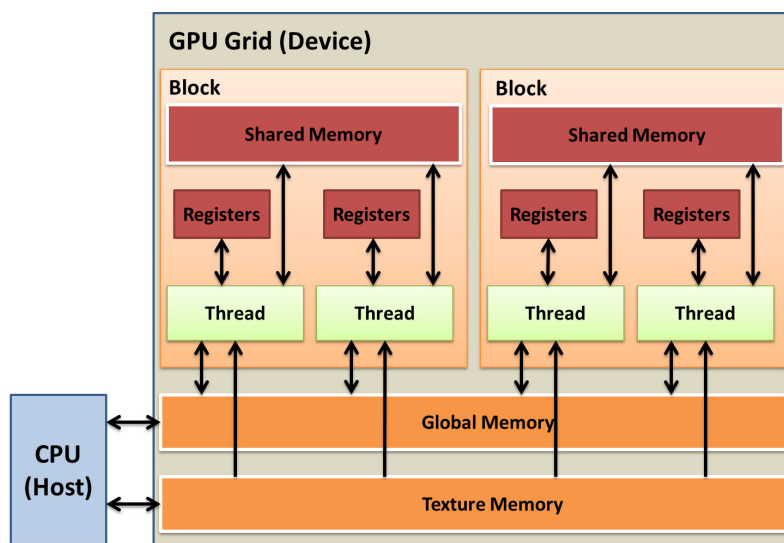 GPU Grid (Device)
Block
Block
Shared Memory
Shared Memory
Registers
Registers
Registers
Registers
Thread
Thread
Thread
Thread
Global Memory
CPU
(Host)
Texture Memory